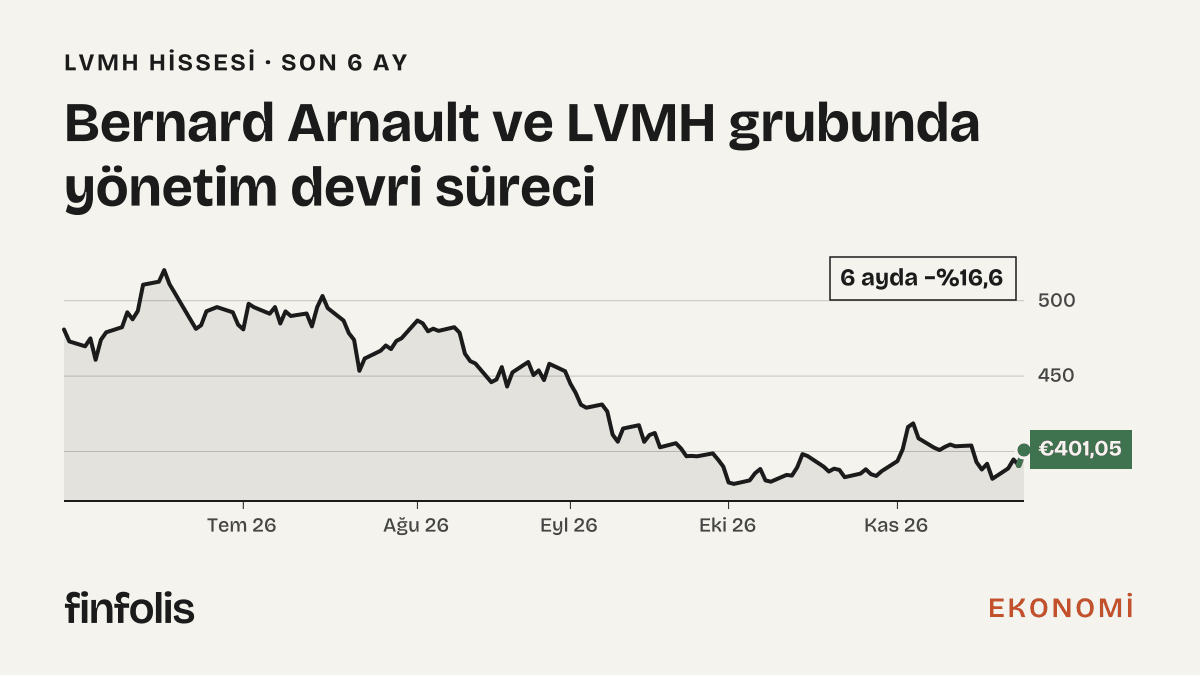 LVMH HİSSESİ · SON 6 AY
Bernard Arnault ve LVMH grubunda
yönetim devri süreci
6 ayda −%16,6
500
450
€401,05
Tem 26
Ağu 26
Eyl 26
Eki 26
Kas 26
finfolis
EKONOMİ